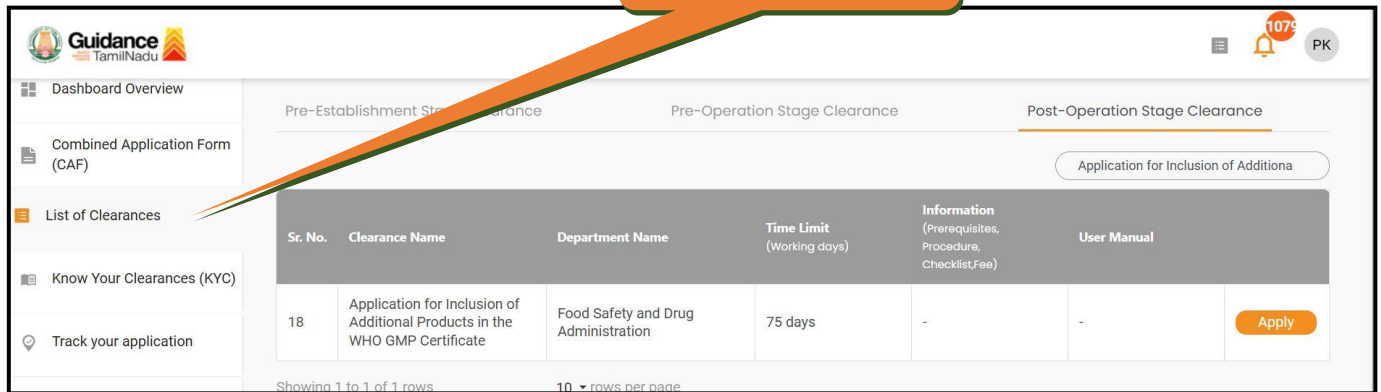 Guidance
TamilNadu
1079
PK
Dashboard Overview
Combined Application Form
(CAF)
List of Clearances
Know Your Clearances (KYC)
Track your application
Pre-Establishment Clearance
Pre-Operation Stage Clearance
Post-Operation Stage Clearance
Application for Inclusion of Additiona
Sr. No.
Clearance Name
Department Name
Time Limit
(Working days)
Information
(Prerequisites,
Procedure,
Checklist,Fee)
User Manual
18
Application for Inclusion of
Additional Products in the
WHO GMP Certificate
Food Safety and Drug
Administration
75 days
-
-
Apply
Showing 1 to 1 of 1 rows
10 rows per page